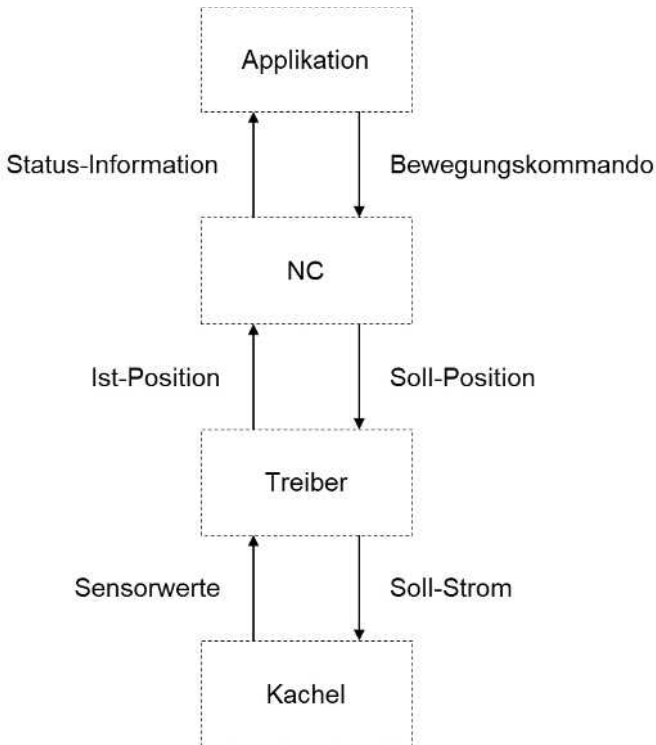 Applikation
Status-Information
Bewegungskommando
NC
Ist-Position
Soll-Position
Treiber
Sensorwerte
Soll-Strom
Kachel